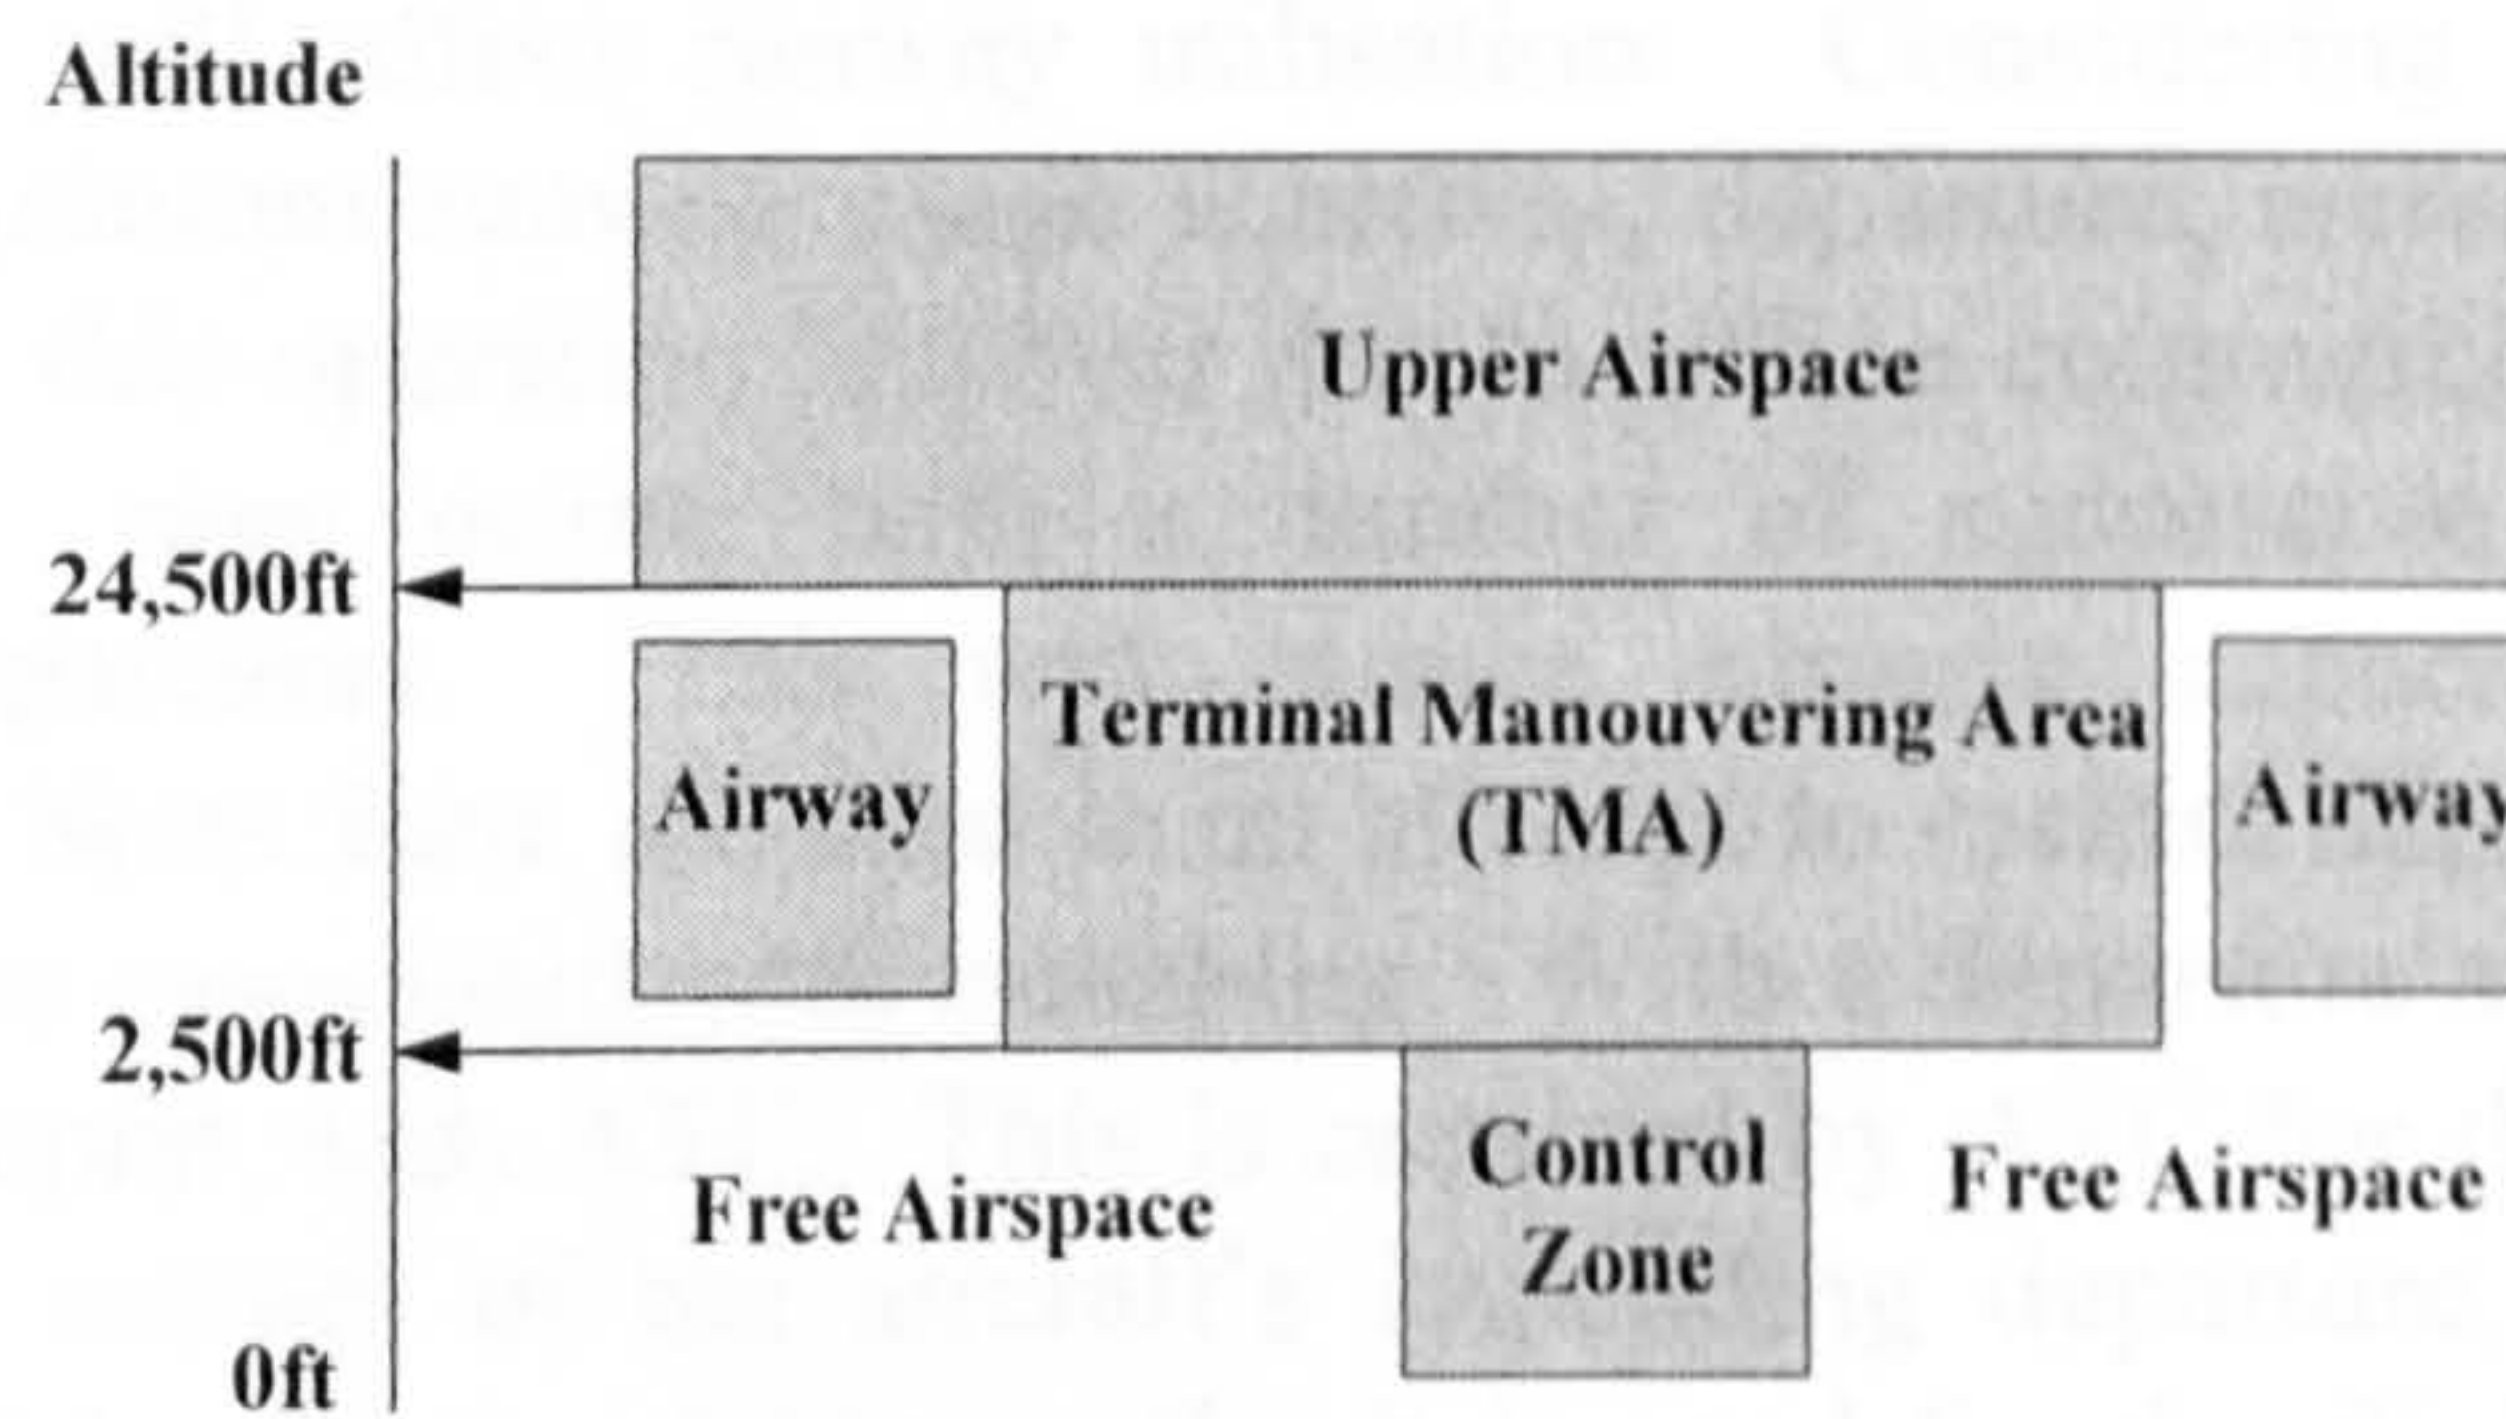 Altitude
Upper Airspace
24,500ft
Terminal Manouvering Area
(TMA)
Airway
Airway
2,500ft
Control
Zone
Free Airspace
Free Airspace
0ft